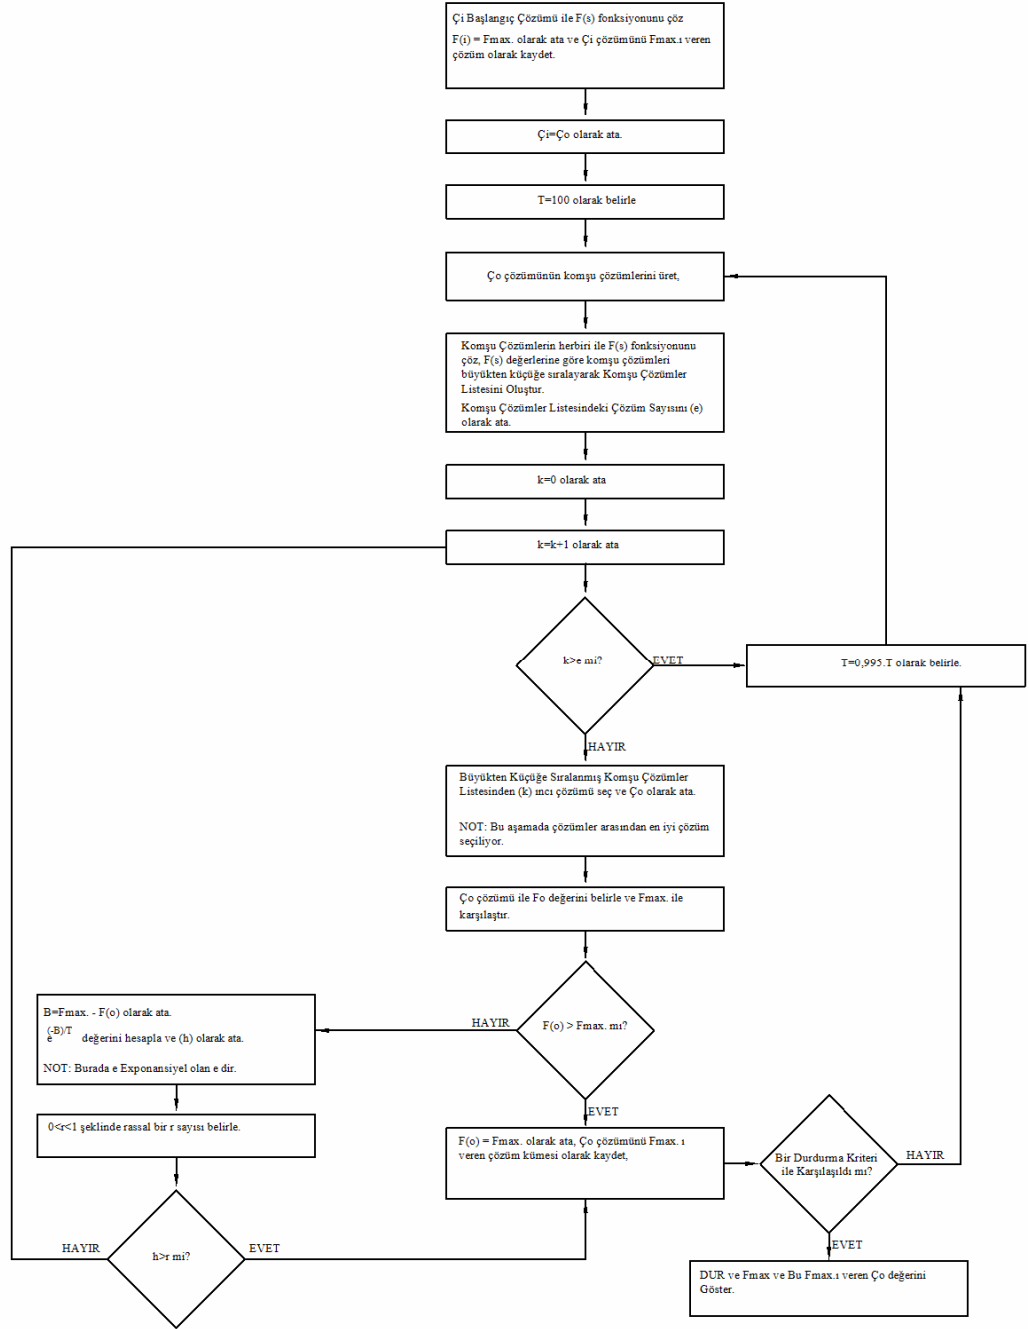 Çi Başlangıç Çözümü ile F(s) fonksiyonunu çöz
F(i) = Fmax. olarak ata ve Çi çözümünü Fmax.ı veren
çözüm olarak kaydet.
Çi=Ço olarak ata.
T=100 olarak belirle
Ço çözümünün komşu çözümlerini üret,
Komşu Çözümlerin herbiri ile F(s) fonksiyonunu
çöz, F(s) değerlerine göre komşu çözümleri
büyükten küçüğe sıralayarak Komşu Çözümler
Listesini Oluştur.
Komşu Çözümler Listesindeki Çözüm Sayısını (e)
olarak ata.
k=0 olarak ata
k=k+1 olarak ata
k>e mi?
EVET
T=0,995.T olarak belirle.
HAYIR
Büyükten Küçüğe Sıralanmış Komşu Çözümler
Listesinden (k) ıncı çözümü seç ve Ço olarak ata.
NOT: Bu aşamada çözümler arasından en iyi çözüm
seçiliyor.
Ço çözümü ile Fo değerini belirle ve Fmax. ile
karşılaştır.
F(o) > Fmax. mı?
HAYIR
B=Fmax. - F(o) olarak ata.
e^(-B)/T değerini hesapla ve (h) olarak ata.
NOT: Burada e Exponansiyel olan e dir.
0<r<1 şeklinde rassal bir r sayısı belirle.
h>r mi?
HAYIR
EVET
EVET
F(o) = Fmax. olarak ata, Ço çözümünü Fmax. ı
veren çözüm kümesi olarak kaydet,
Bir Durdurma Kriteri
ile Karşılaşıldı mı?
HAYIR
EVET
DUR ve Fmax ve Bu Fmax.ı veren Ço değerini
Göster.